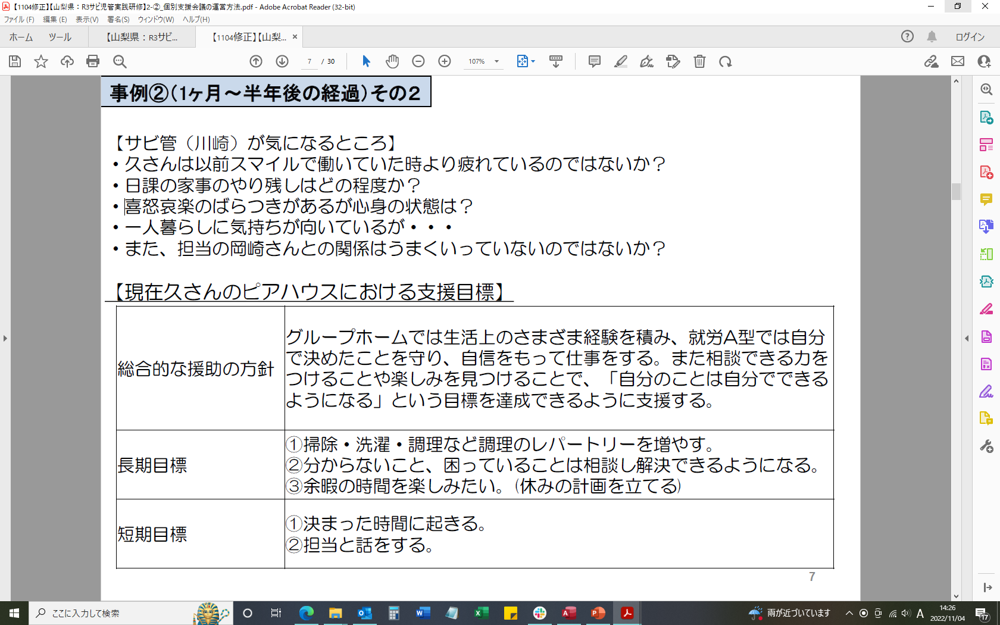 【1104修正】【山梨県：R3サビ児管実践研修】2-②_個別支援会議の運営方法.pdf - Adobe Acrobat Reader (32-bit)
ファイル(F) 編集(E) 表示(V) 署名(S) ウィンドウ(W) ヘルプ(H)
ホーム ツール 【山梨県：R3サビ... 【1104修正】【山梨... × ログイン
7 / 30 107%
事例②（1ヶ月～半年後の経過）その２
【サビ管（川崎）が気になるところ】
・久さんは以前スマイルで働いていた時より疲れているのではないか？
・日課の家事のやり残しはどの程度か？
・喜怒哀楽のばらつきがあるが心身の状態は？
・一人暮らしに気持ちが向いているが・・・
・また、担当の岡崎さんとの関係はうまくいっていないのではないか？
【現在久さんのピアハウスにおける支援目標】
総合的な援助の方針
グループホームでは生活上のさまざま経験を積み、就労A型では自分
で決めたことを守り、自信をもって仕事をする。また相談できる力を
つけることや楽しみを見つけることで、「自分のことは自分でできる
ようになる」という目標を達成できるように支援する。
長期目標
①掃除・洗濯・調理など調理のレパートリーを増やす。
②分からないこと、困っていることは相談し解決できるようになる。
③余暇の時間を楽しみたい。（休みの計画を立てる）
短期目標
①決まった時間に起きる。
②担当と話をする。
7
ここに入力して検索
雨が近づいています A 14:26
2022/11/04 17